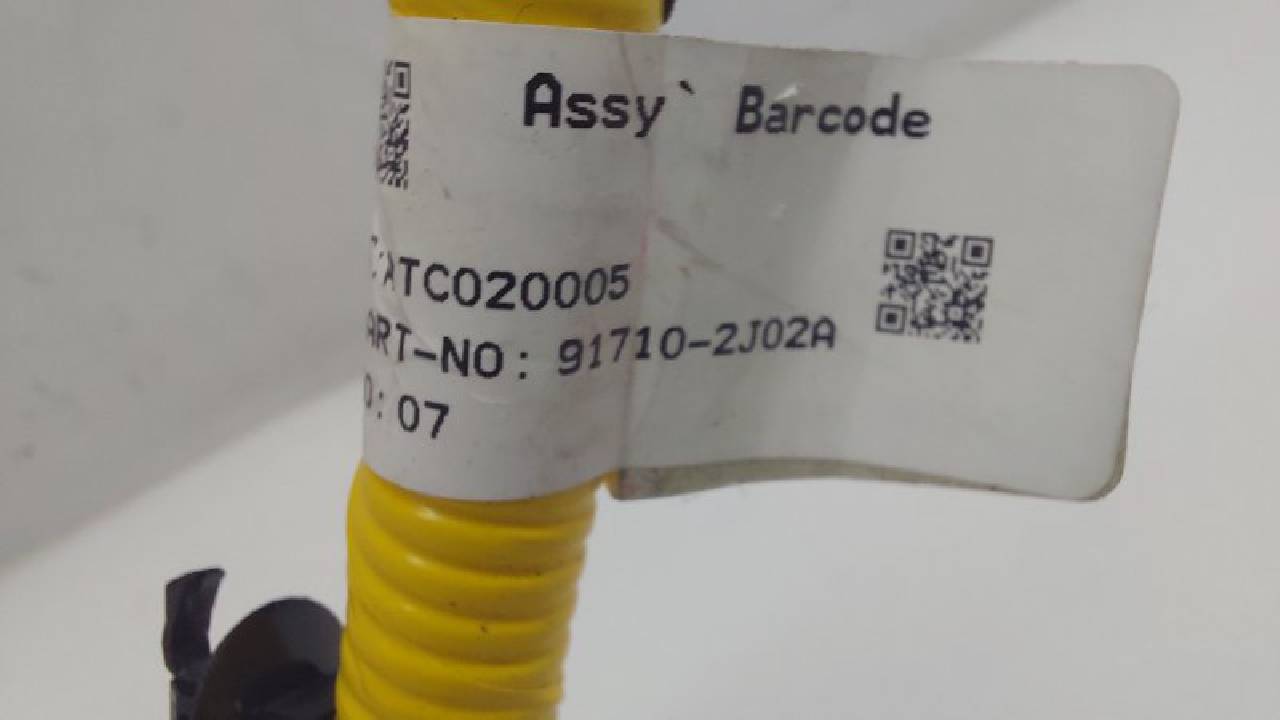 Assy` Barcode
ATC020005
ART-NO: 91710-2J02A
: 07